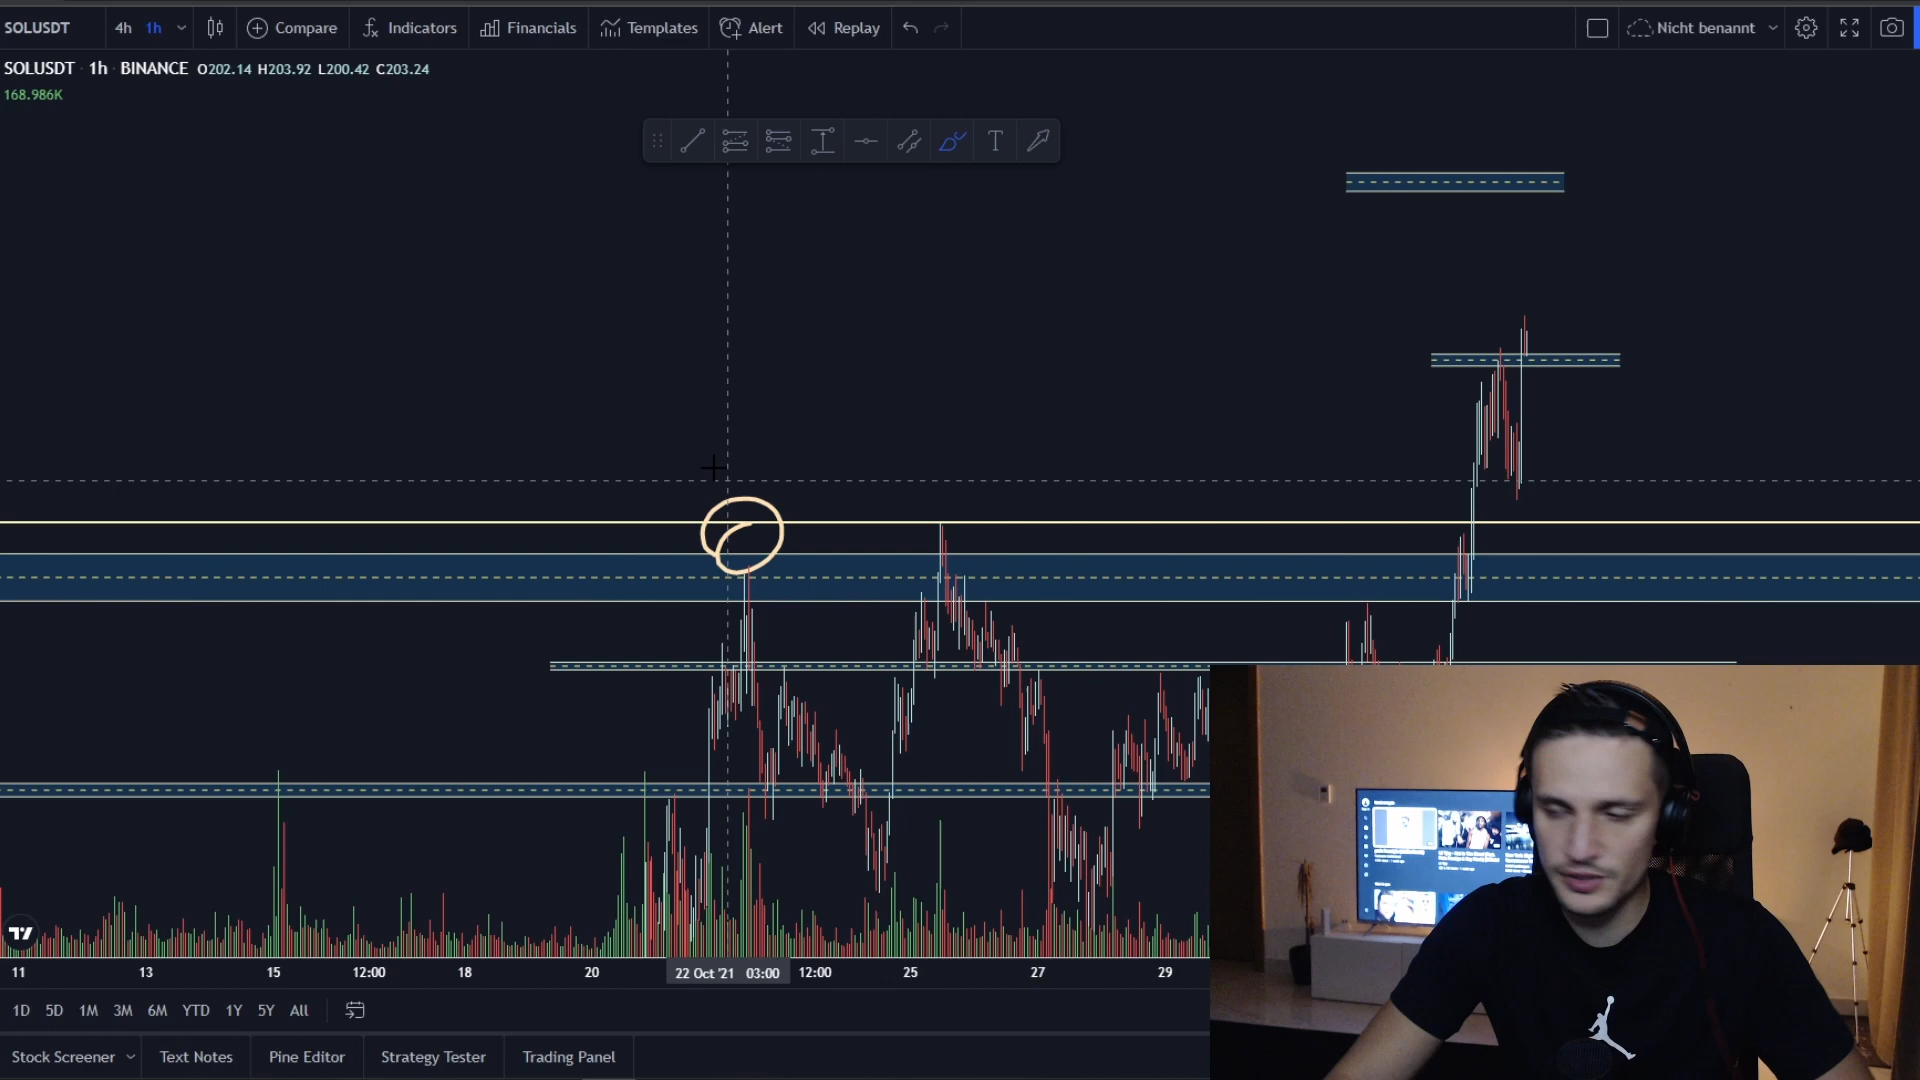 SOLUSDT 4h 1h Compare Indicators Financials Templates Alert Replay Nicht benannt
SOLUSDT · 1h · BINANCE O202.14 H203.92 L200.42 C203.24
168.986K
11 13 15 12:00 18 20 22 Oct '21 03:00 12:00 25 27 29
1D 5D 1M 3M 6M YTD 1Y 5Y All
Stock Screener Text Notes Pine Editor Strategy Tester Trading Panel